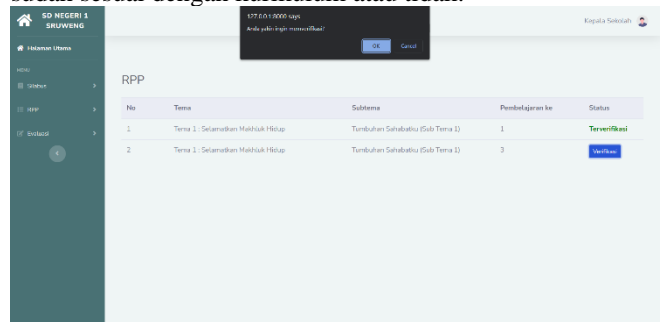 sudah sesuai dengan kurikulum atau tidak.
SD NEGERI 1
SRUWENG
127.0.0.1:8000 says
Anda yakin ingin memverifikasi?
OK
Cancel
Kepala Sekolah
Halaman Utama
MENU
Silabus
RPP
Evaluasi
RPP
No Tema Subtema Pembelajaran ke Status
1 Tema 1 : Selamatkan Makhluk Hidup Tumbuhan Sahabatku (Sub Tema 1) 1 Terverifikasi
2 Tema 1 : Selamatkan Makhluk Hidup Tumbuhan Sahabatku (Sub Tema 1) 3 Verifikasi